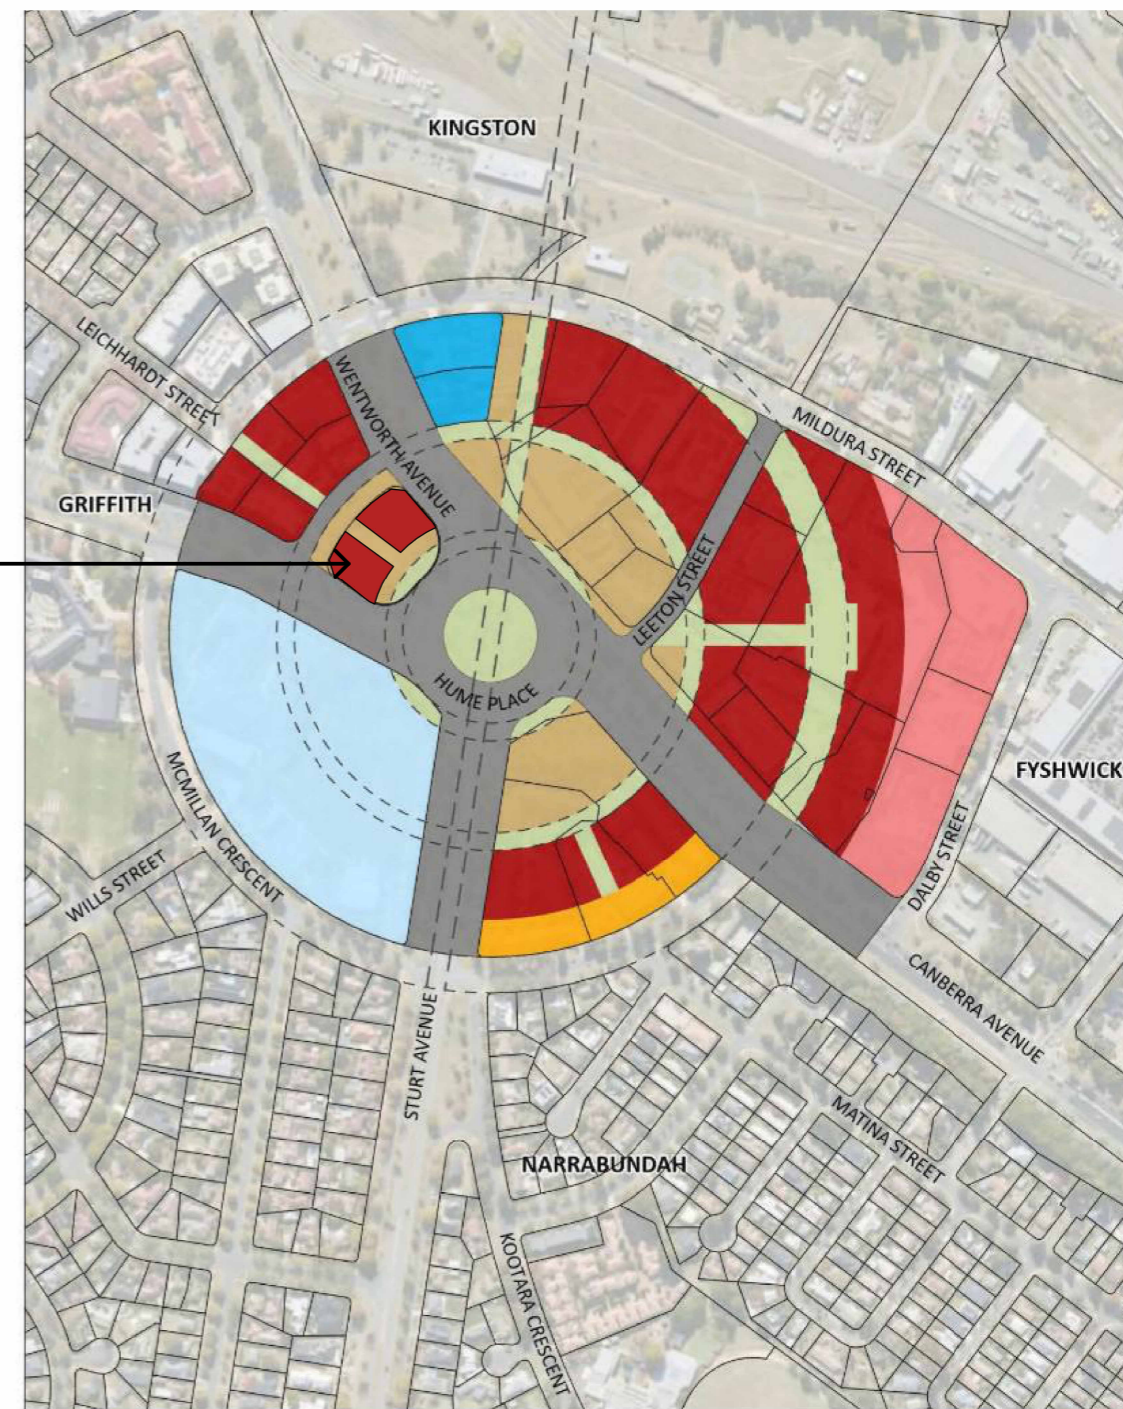 KINGSTON
LEICHHARDT STREET
WENTWORTH AVENUE
MILDURA STREET
GRIFFITH
LEETON STREET
HUME PLACE
FYSHWICK
MCMILLAN CRESCENT
DALBY STREET
WILLS STREET
CANBERRA AVENUE
STURT AVENUE
MATINA STREET
NARRABUNDAH
KOOTARA CRESCENT